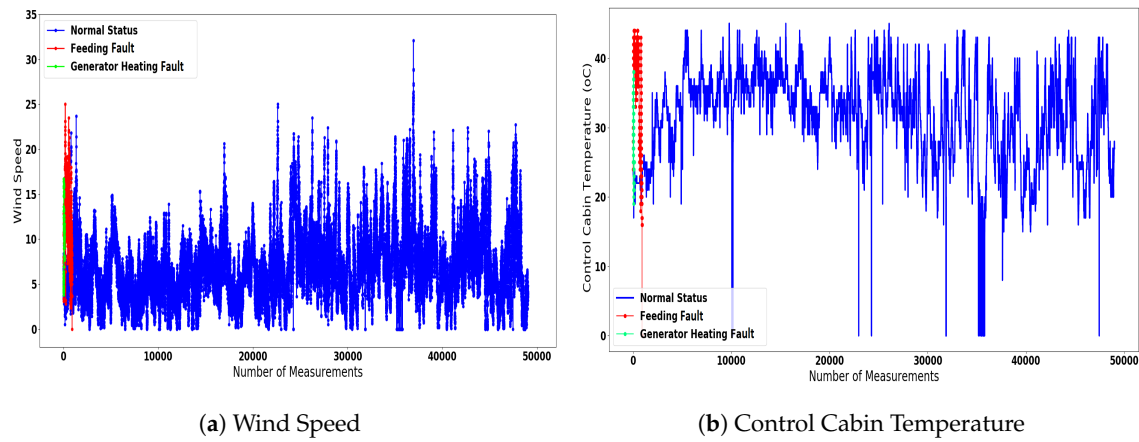 35
30
25
20
15
10
5
0
Wind Speed
Normal Status
Feeding Fault
Generator Heating Fault
0 10000 20000 30000 40000 50000
Number of Measurements
(a) Wind Speed
40
30
20
10
0
Control Cabin Temperature (oC)
Normal Status
Feeding Fault
Generator Heating Fault
0 10000 20000 30000 40000 50000
Number of Measurements
(b) Control Cabin Temperature